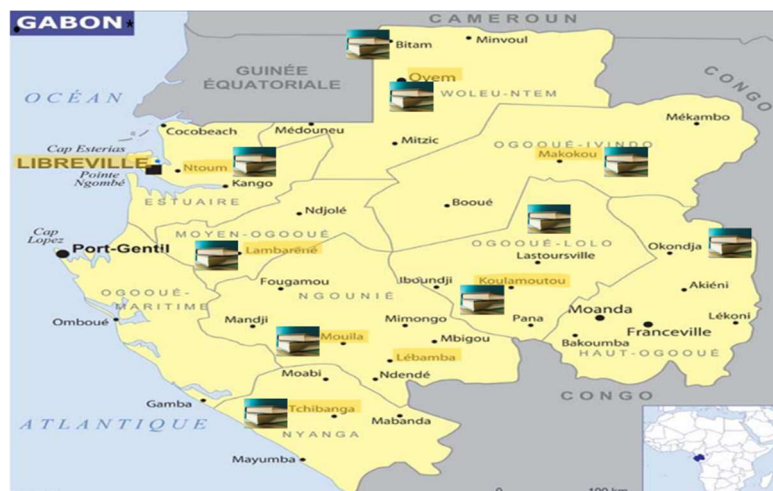 GABON
CAMEROUN
Bitam
Minvoul
Oyem
GUINÉE
ÉQUATORIALE
WOLEU-NTEM
CONGO
OCÉAN
Mékambo
Cocobeach
Médouneu
Mitzic
OGOOUÉ-IVINDO
Cap Esterias
Makokou
LIBREVILLE
Ntoum
Pointe
Ngombé
Kango
ESTUAIRE
Booué
Ndjolé
MOYEN-OGOOUÉ
Cap
Lopez
Port-Gentil
Lambaréné
OGOOUÉ-LOLO
Lastoursville
Okondja
Fougamou
Iboundji
Koulamoutou
Akiéni
OGOOUÉ-
MARITIME
NGOUNIÉ
Omboué
Mandji
Mimongo
Pana
Moanda
Franceville
Lékoni
Mouila
Mbigou
Bakoumba
HAUT-OGOOUÉ
Lébamba
Moabi
Ndendé
CONGO
Gamba
Tchibanga
Mabanda
ATLANTIQUE
NYANGA
Mayumba
0 100 km